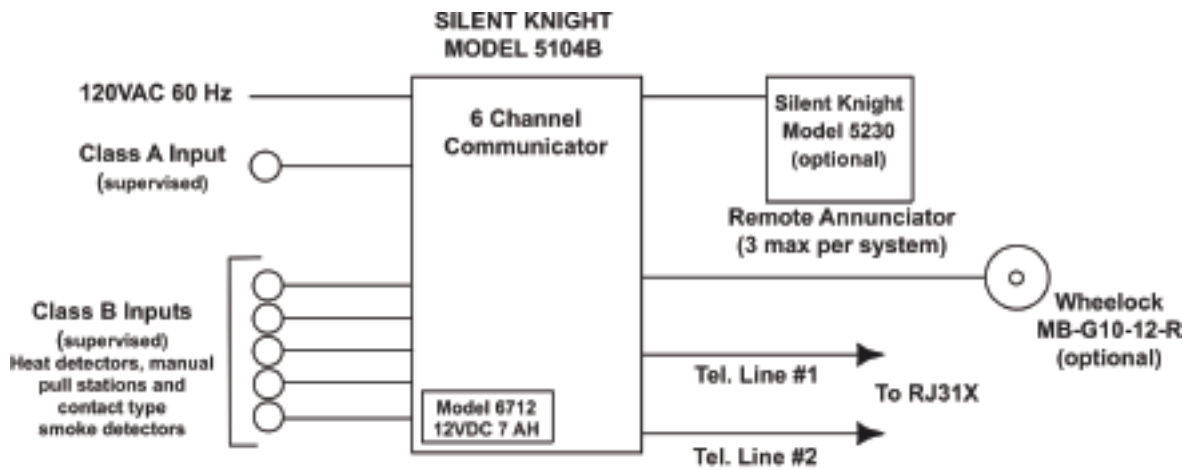 SILENT KNIGHT
MODEL 5104B
120VAC 60 Hz
Class A Input
(supervised)
6 Channel
Communicator
Silent Knight
Model 5230
(optional)
Remote Annunciator
(3 max per system)
Class B Inputs
(supervised)
Heat detectors, manual
pull stations and
contact type
smoke detectors
Model 6712
12VDC 7 AH
Wheelock
MB-G10-12-R
(optional)
Tel. Line #1
To RJ31X
Tel. Line #2